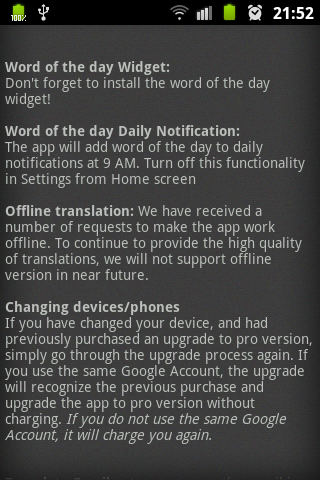 100%
21:52
Word of the day Widget:
Don't forget to install the word of the day
widget!
Word of the day Daily Notification:
The app will add word of the day to daily
notifications at 9 AM. Turn off this functionality
in Settings from Home screen
Offline translation: We have received a
number of requests to make the app work
offline. To continue to provide the high quality
of translations, we will not support offline
version in near future.
Changing devices/phones
If you have changed your device, and had
previously purchased an upgrade to pro version,
simply go through the upgrade process again. If
you use the same Google Account, the upgrade
will recognize the previous purchase and
upgrade the app to pro version without
charging. If you do not use the same Google
Account, it will charge you again.